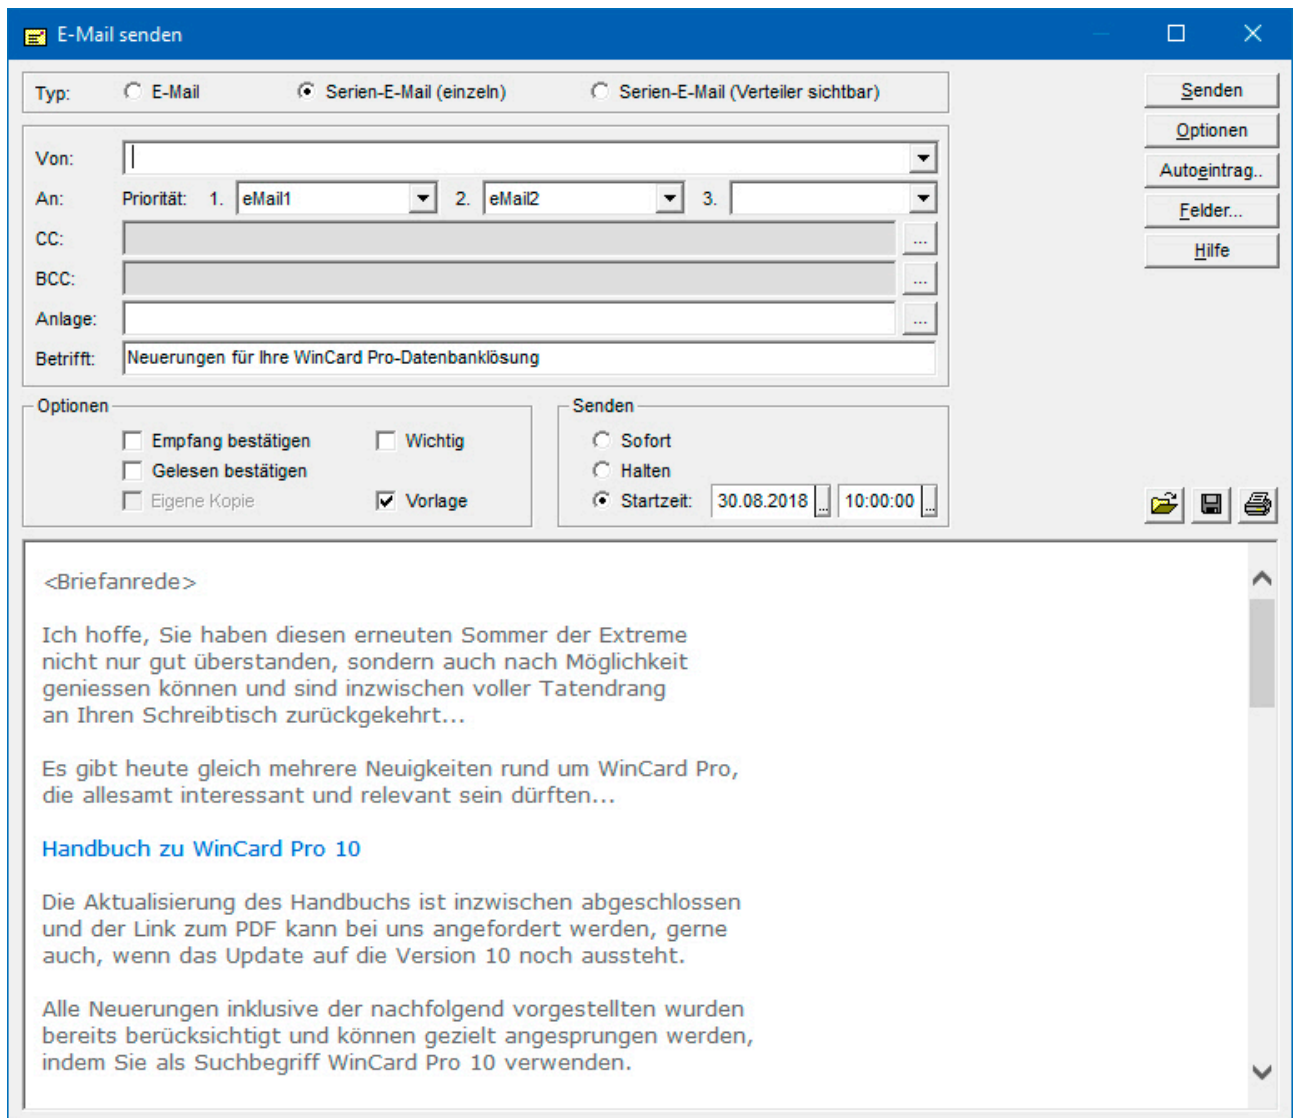 E-Mail senden
Typ: E-Mail Serien-E-Mail (einzeln) Serien-E-Mail (Verteiler sichtbar)
Senden
Optionen
Von:
Autoeintrag..
An: Priorität: 1. eMail1 2. eMail2 3.
Felder...
CC: ...
Hilfe
BCC: ...
Anlage: ...
Betrifft: Neuerungen für Ihre WinCard Pro-Datenbanklösung
Optionen
Empfang bestätigen Wichtig
Gelesen bestätigen
Eigene Kopie Vorlage
Senden
Sofort
Halten
Startzeit: 30.08.2018 ... 10:00:00 ...
<Briefanrede>
Ich hoffe, Sie haben diesen erneuten Sommer der Extreme
nicht nur gut überstanden, sondern auch nach Möglichkeit
geniessen können und sind inzwischen voller Tatendrang
an Ihren Schreibtisch zurückgekehrt...
Es gibt heute gleich mehrere Neuigkeiten rund um WinCard Pro,
die allesamt interessant und relevant sein dürften...
Handbuch zu WinCard Pro 10
Die Aktualisierung des Handbuchs ist inzwischen abgeschlossen
und der Link zum PDF kann bei uns angefordert werden, gerne
auch, wenn das Update auf die Version 10 noch aussteht.
Alle Neuerungen inklusive der nachfolgend vorgestellten wurden
bereits berücksichtigt und können gezielt angesprungen werden,
indem Sie als Suchbegriff WinCard Pro 10 verwenden.